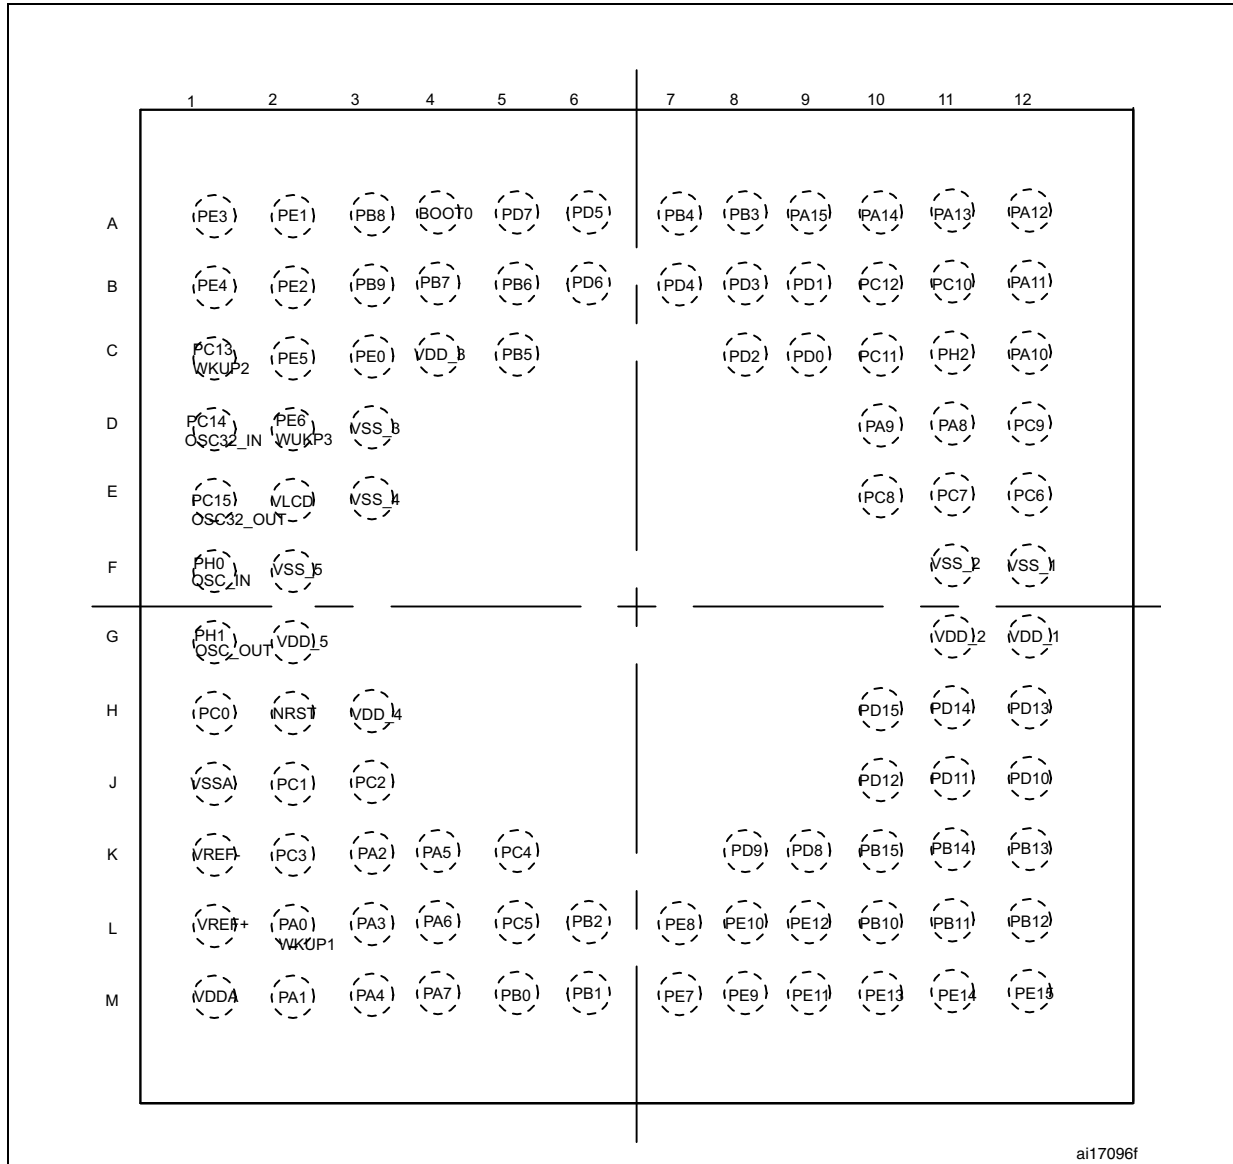 1 2 3 4 5 6 7 8 9 10 11 12
A PE3 PE1 PB8 BOOT0 PD7 PD5 PB4 PB3 PA15 PA14 PA13 PA12
B PE4 PE2 PB9 PB7 PB6 PD6 PD4 PD3 PD1 PC12 PC10 PA11
C PC13 PE5 PE0 VDD_3 PB5 PD2 PD0 PC11 PH2 PA10
WKUP2
D PC14 PE6 VSS_3 PA9 PA8 PC9
OSC32_IN WUKP3
E PC15 VLCD VSS_4 PC8 PC7 PC6
OSC32_OUT
F PH0 VSS_5 VSS_2 VSS_1
OSC_IN
G PH1 VDD_5 VDD_2 VDD_1
OSC_OUT
H PC0 NRST VDD_4 PD15 PD14 PD13
J VSSA PC1 PC2 PD12 PD11 PD10
K VREF- PC3 PA2 PA5 PC4 PD9 PD8 PB15 PB14 PB13
L VREF+ PA0 PA3 PA6 PC5 PB2 PE8 PE10 PE12 PB10 PB11 PB12
WKUP1
M VDDA PA1 PA4 PA7 PB0 PB1 PE7 PE9 PE11 PE13 PE14 PE15
ai17096f